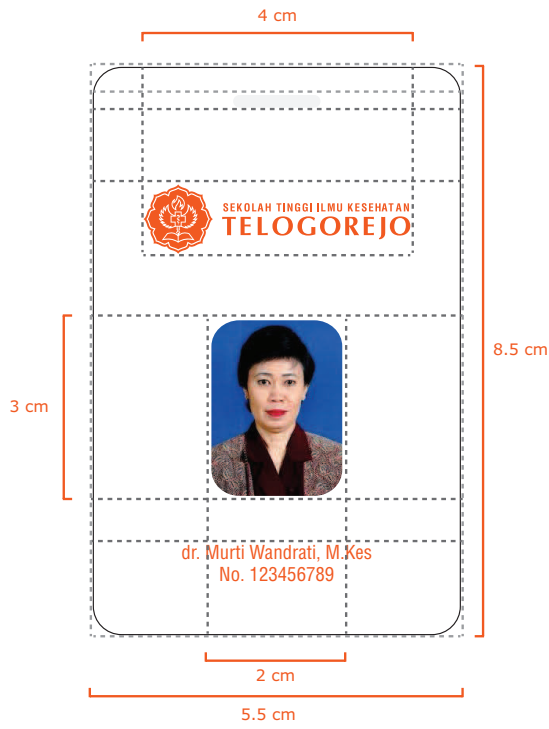 4 cm
SEKOLAH TINGGI ILMU KESEHATAN
TELOGOREJO
8.5 cm
3 cm
dr. Murti Wandrati, M.Kes
No. 123456789
2 cm
5.5 cm